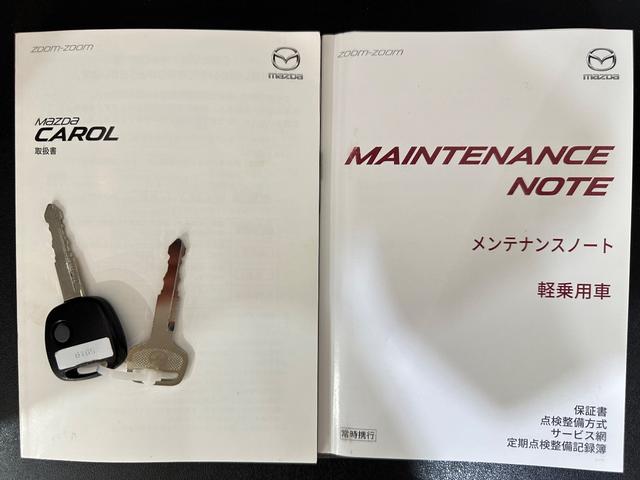 zoom-zoom
mazda
mazda
CAROL
取扱書
zoom-zoom
mazda
MAINTENANCE
NOTE
メンテナンスノート
軽乗用車
保証書
点検整備方式
サービス網
定期点検整備記録簿
常時携行